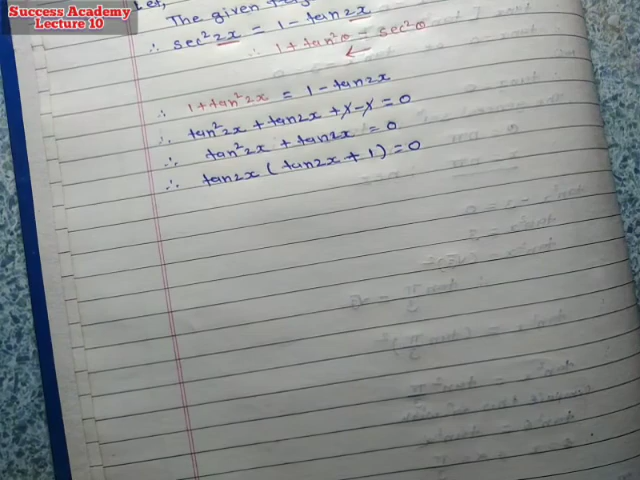 Success Academy
Lecture 10
The given
∴ sec²2x = 1 - tan2x
∵ 1 + tan²θ = sec²θ
←
∴ 1+tan²2x = 1 - tan2x
∴ tan²2x + tan2x + 1 - 1 = 0
∴ tan²2x + tan2x = 0
∴ tan2x ( tan2x + 1 ) = 0